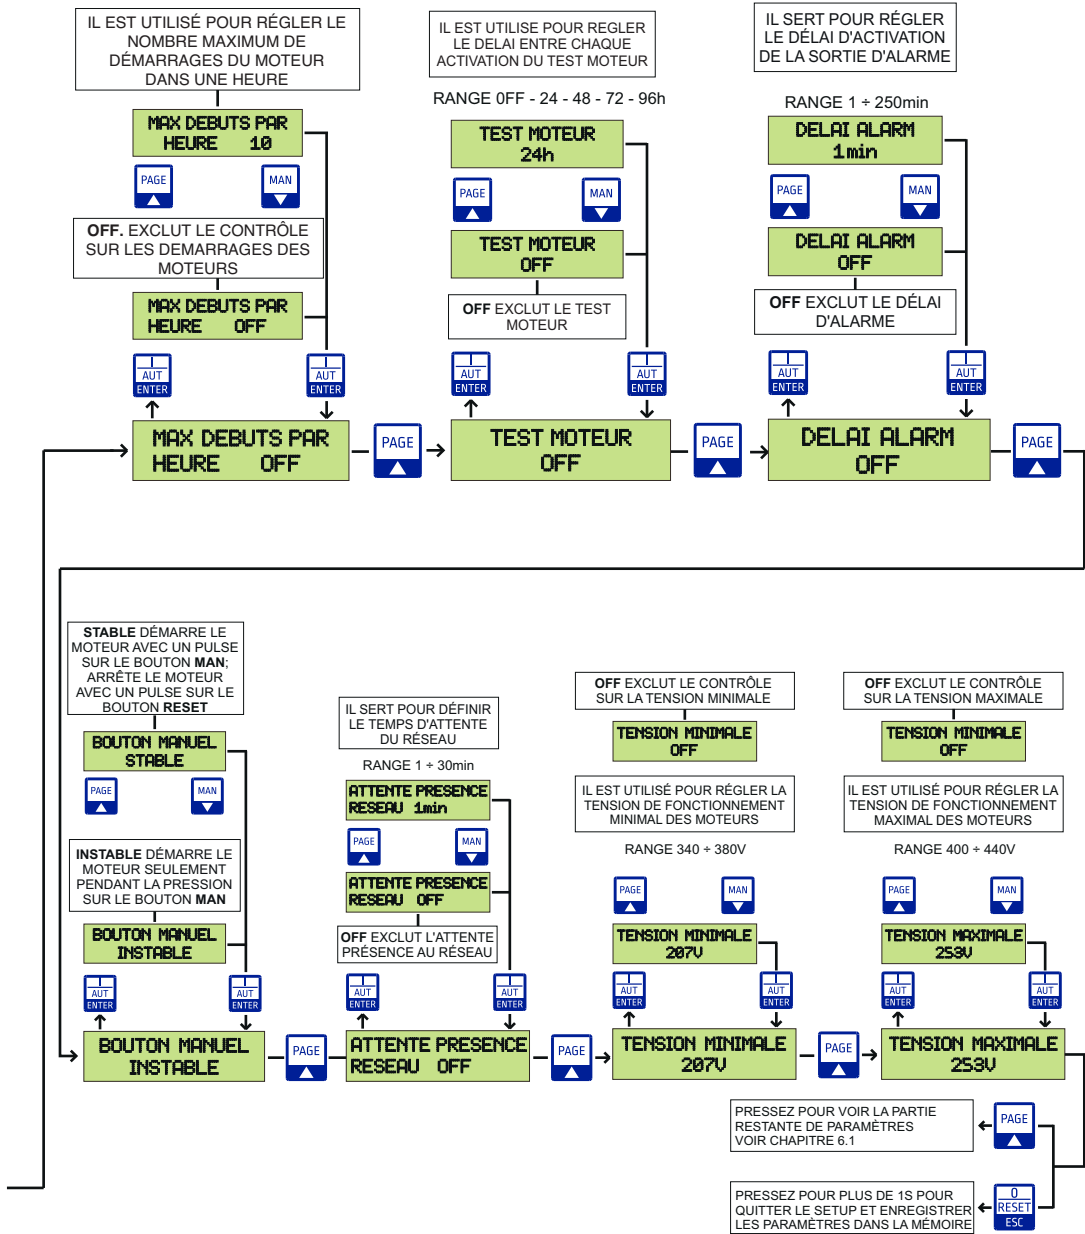 IL EST UTILISÉ POUR RÉGLER LE
NOMBRE MAXIMUM DE
DÉMARRAGES DU MOTEUR
DANS UNE HEURE
MAX DEBUTS PAR
HEURE 10
PAGE
MAN
OFF. EXCLUT LE CONTRÔLE
SUR LES DEMARRAGES DES
MOTEURS
MAX DEBUTS PAR
HEURE OFF
AUT
ENTER
AUT
ENTER
MAX DEBUTS PAR
HEURE OFF
PAGE
IL EST UTILISE POUR REGLER
LE DELAI ENTRE CHAQUE
ACTIVATION DU TEST MOTEUR
RANGE 0FF - 24 - 48 - 72 - 96h
TEST MOTEUR
24h
PAGE
MAN
TEST MOTEUR
OFF
OFF EXCLUT LE TEST
MOTEUR
AUT
ENTER
AUT
ENTER
TEST MOTEUR
OFF
PAGE
IL SERT POUR RÉGLER
LE DÉLAI D'ACTIVATION
DE LA SORTIE D'ALARME
RANGE 1 ÷ 250min
DELAI ALARM
1min
PAGE
MAN
DELAI ALARM
OFF
OFF EXCLUT LE DÉLAI
D'ALARME
AUT
ENTER
AUT
ENTER
DELAI ALARM
OFF
PAGE
STABLE DÉMARRE LE
MOTEUR AVEC UN PULSE
SUR LE BOUTON MAN;
ARRÊTE LE MOTEUR
AVEC UN PULSE SUR LE
BOUTON RESET
BOUTON MANUEL
STABLE
PAGE
MAN
INSTABLE DÉMARRE LE
MOTEUR SEULEMENT
PENDANT LA PRESSION
SUR LE BOUTON MAN
BOUTON MANUEL
INSTABLE
AUT
ENTER
AUT
ENTER
BOUTON MANUEL
INSTABLE
PAGE
IL SERT POUR DÉFINIR
LE TEMPS D'ATTENTE
DU RÉSEAU
RANGE 1 ÷ 30min
ATTENTE PRESENCE
RESEAU 1min
PAGE
MAN
ATTENTE PRESENCE
RESEAU OFF
OFF EXCLUT L'ATTENTE
PRÉSENCE AU RÉSEAU
AUT
ENTER
AUT
ENTER
ATTENTE PRESENCE
RESEAU OFF
PAGE
OFF EXCLUT LE CONTRÔLE
SUR LA TENSION MINIMALE
TENSION MINIMALE
OFF
IL EST UTILISÉ POUR RÉGLER LA
TENSION DE FONCTIONNEMENT
MINIMAL DES MOTEURS
RANGE 340 ÷ 380V
PAGE
MAN
TENSION MINIMALE
207V
AUT
ENTER
AUT
ENTER
TENSION MINIMALE
207V
PAGE
OFF EXCLUT LE CONTRÔLE
SUR LA TENSION MAXIMALE
TENSION MINIMALE
OFF
IL EST UTILISÉ POUR RÉGLER LA
TENSION DE FONCTIONNEMENT
MAXIMAL DES MOTEURS
RANGE 400 ÷ 440V
PAGE
MAN
TENSION MAXIMALE
253V
AUT
ENTER
AUT
ENTER
TENSION MAXIMALE
253V
PRESSEZ POUR VOIR LA PARTIE
RESTANTE DE PARAMÈTRES
VOIR CHAPITRE 6.1
PAGE
PRESSEZ POUR PLUS DE 1S POUR
QUITTER LE SETUP ET ENREGISTRER
LES PARAMÈTRES DANS LA MÉMOIRE
0
RESET
ESC